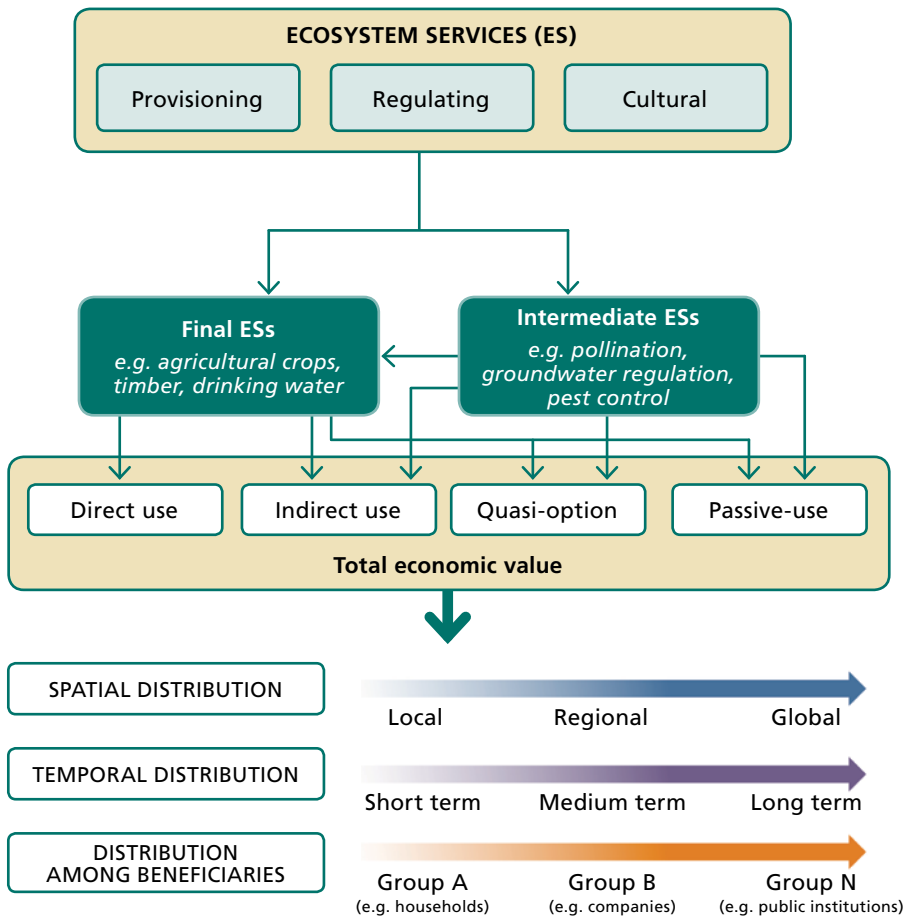 ECOSYSTEM SERVICES (ES)
Provisioning
Regulating
Cultural
Final ESs
e.g. agricultural crops,
timber, drinking water
Intermediate ESs
e.g. pollination,
groundwater regulation,
pest control
Direct use
Indirect use
Quasi-option
Passive-use
Total economic value
SPATIAL DISTRIBUTION
Local
Regional
Global
TEMPORAL DISTRIBUTION
Short term
Medium term
Long term
DISTRIBUTION
AMONG BENEFICIARIES
Group A
(e.g. households)
Group B
(e.g. companies)
Group N
(e.g. public institutions)